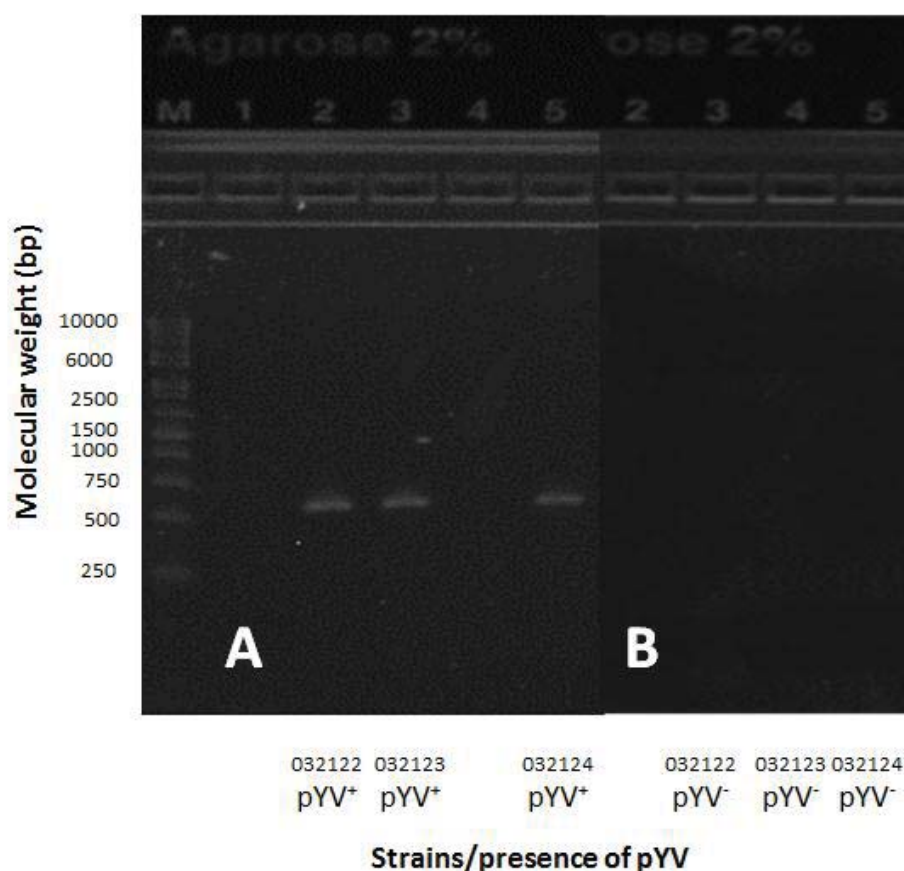 Agarose 2% ose 2%
M 1 2 3 4 5 2 3 4 5
Molecular weight (bp)
10000
6000
2500
1500
1000
750
500
250
A B
032122 032123 032124 032122 032123 032124
pYV⁺ pYV⁺ pYV⁺ pYV⁻ pYV⁻ pYV⁻
Strains/presence of pYV